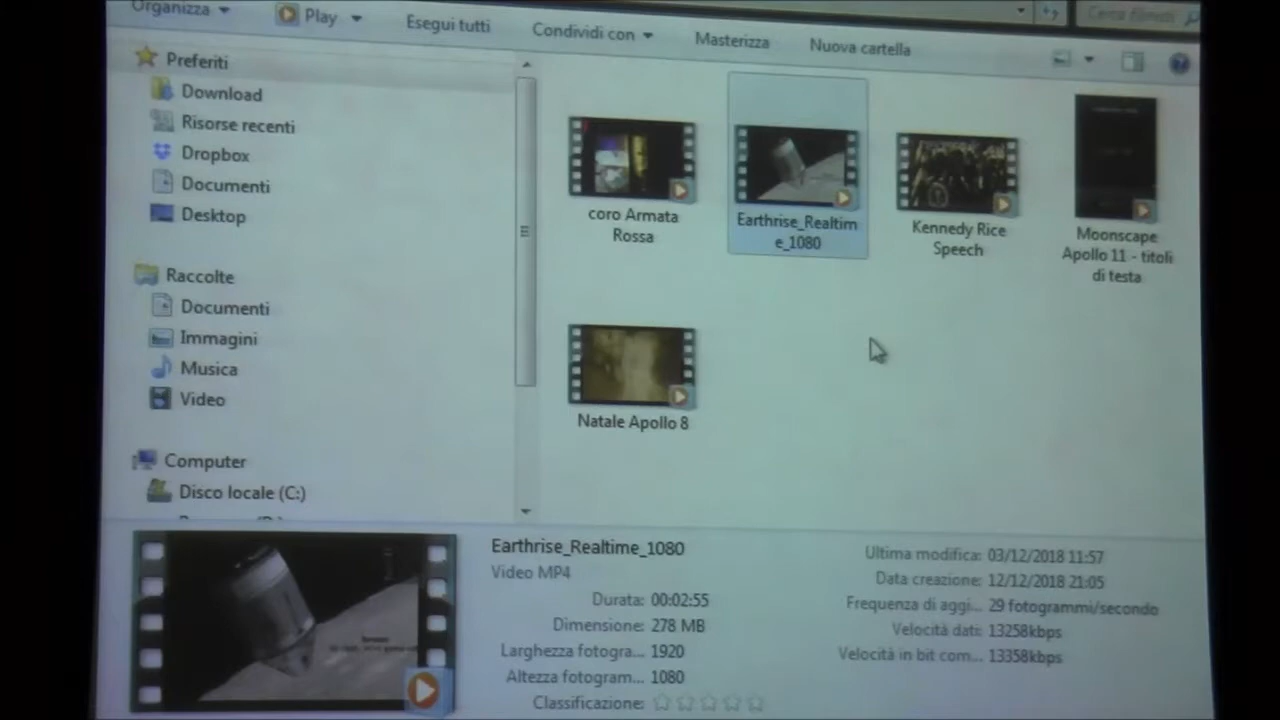 Organizza
Play
Esegui tutti
Condividi con
Masterizza
Nuova cartella
Preferiti
Download
Risorse recenti
Dropbox
Documenti
Desktop
Raccolte
Documenti
Immagini
Musica
Video
Computer
Disco locale (C:)
coro Armata
Rossa
Earthrise_Realtim
e_1080
Kennedy Rice
Speech
Moonscape
Apollo 11 - titoli
di testa
Natale Apollo 8
Earthrise_Realtime_1080
Video MP4
Durata: 00:02:55
Dimensione: 278 MB
Larghezza fotogra... 1920
Altezza fotogram... 1080
Classificazione:
Ultima modifica: 03/12/2018 11:57
Data creazione: 12/12/2018 21:05
Frequenza di aggi... 29 fotogrammi/secondo
Velocità dati: 13258kbps
Velocità in bit com... 13358kbps